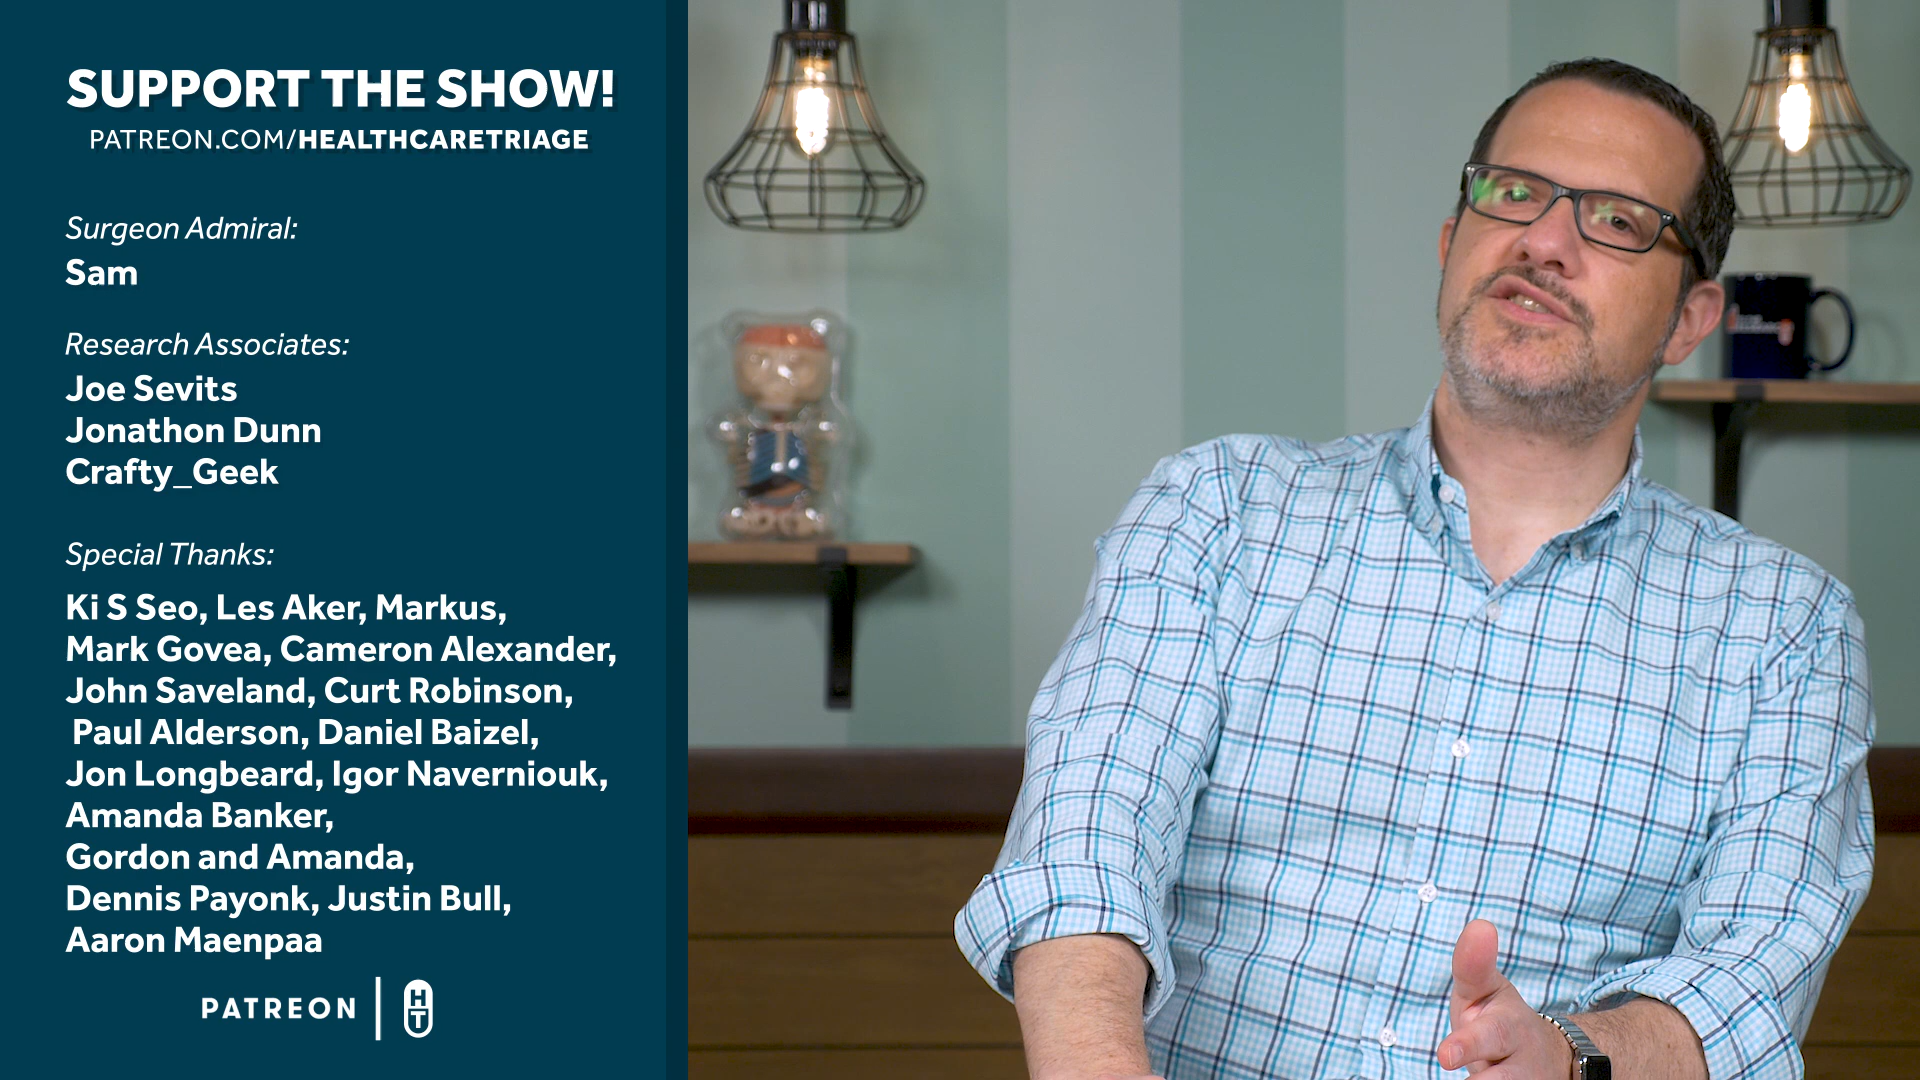 SUPPORT THE SHOW!
PATREON.COM/HEALTHCARETRIAGE
Surgeon Admiral:
Sam
Research Associates:
Joe Sevits
Jonathon Dunn
Crafty_Geek
Special Thanks:
Ki S Seo, Les Aker, Markus,
Mark Govea, Cameron Alexander,
John Saveland, Curt Robinson,
Paul Alderson, Daniel Baizel,
Jon Longbeard, Igor Naverniouk,
Amanda Banker,
Gordon and Amanda,
Dennis Payonk, Justin Bull,
Aaron Maenpaa
PATREON | HT